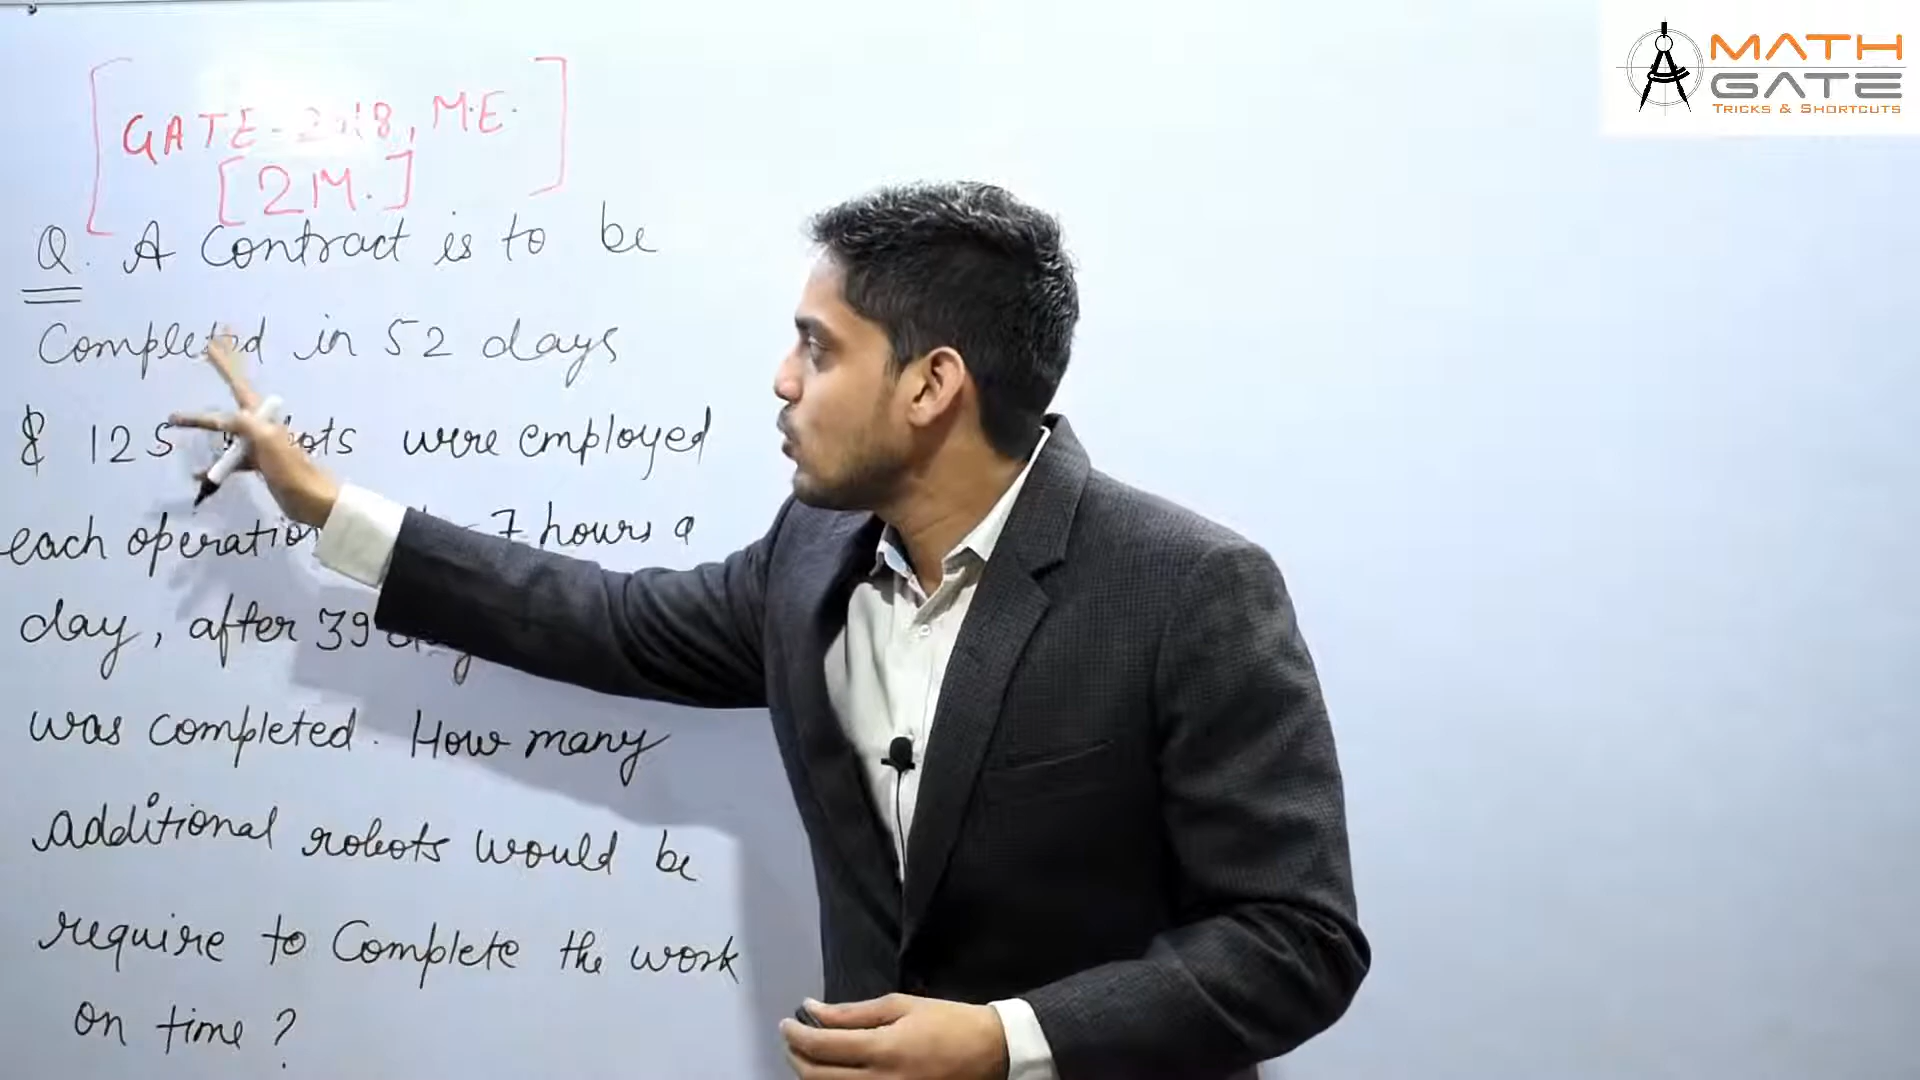 MATH
GATE
TRICKS & SHORTCUTS
[GATE-2018, M.E.
[2M.]]
Q. A Contract is to be
Completed in 52 days
& 125 were employed
each 7 hours a
day, after 39
was completed. How many
additional robots would be
require to Complete the work
on time?